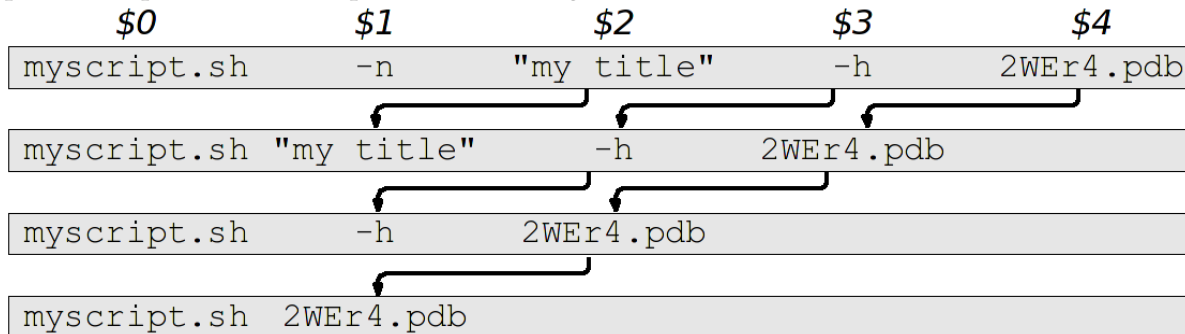 $0 $1 $2 $3 $4
myscript.sh -n "my title" -h 2WEr4.pdb
myscript.sh "my title" -h 2WEr4.pdb
myscript.sh -h 2WEr4.pdb
myscript.sh 2WEr4.pdb